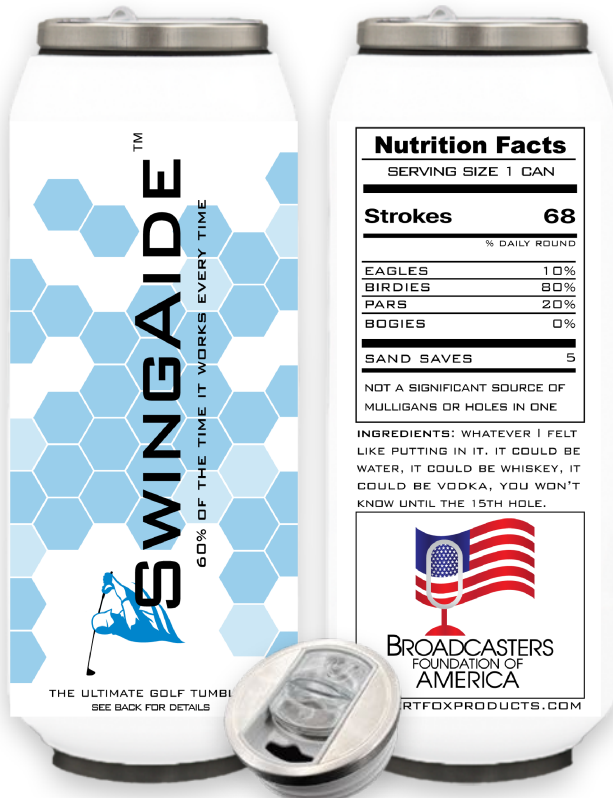 SWINGAIDE™
60% OF THE TIME IT WORKS EVERY TIME
THE ULTIMATE GOLF
SEE BACK FOR DETAILS
Nutrition Facts
SERVING SIZE 1 CAN
Strokes 68
% DAILY ROUND
EAGLES 10%
BIRDIES 80%
PARS 20%
BOGIES 0%
SAND SAVES 5
NOT A SIGNIFICANT SOURCE OF
MULLIGANS OR HOLES IN ONE
INGREDIENTS: WHATEVER I FELT
LIKE PUTTING IN IT. IT COULD BE
WATER, IT COULD BE WHISKEY, IT
COULD BE VODKA, YOU WON'T
KNOW UNTIL THE 15TH HOLE.
BROADCASTERS
FOUNDATION OF
AMERICA